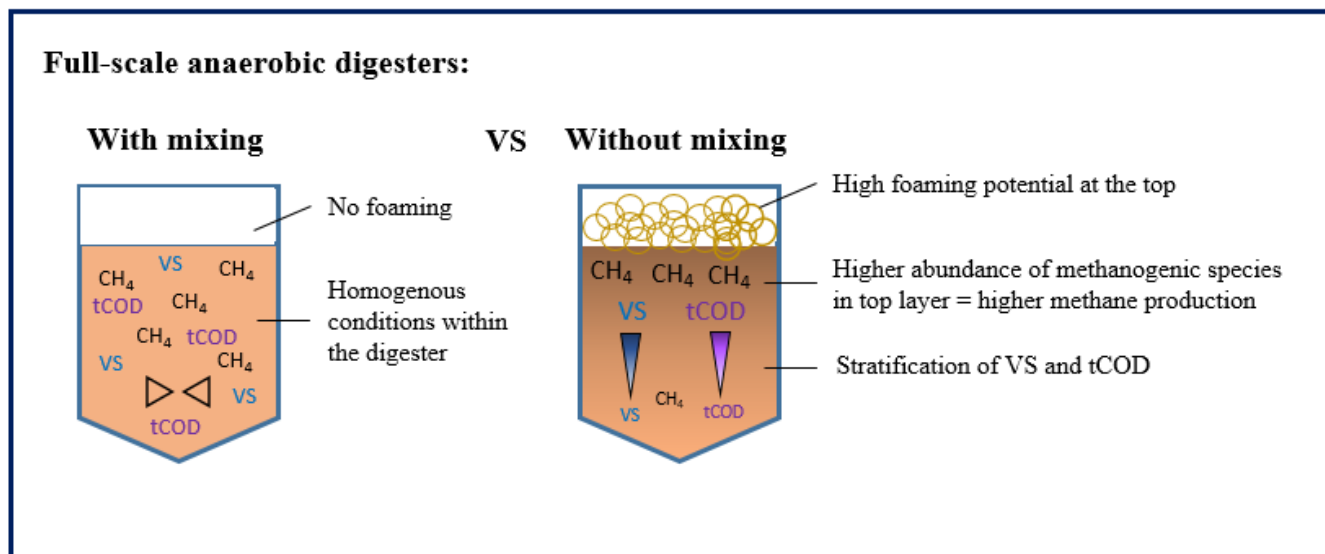 Full-scale anaerobic digesters:
With mixing
VS
Without mixing
No foaming
VS
CH₄
CH₄
tCOD
CH₄
CH₄
tCOD
VS
CH₄
VS
tCOD
Homogenous
conditions within
the digester
High foaming potential at the top
CH₄ CH₄ CH₄
VS tCOD
VS
CH₄
tCOD
Higher abundance of methanogenic species
in top layer = higher methane production
Stratification of VS and tCOD